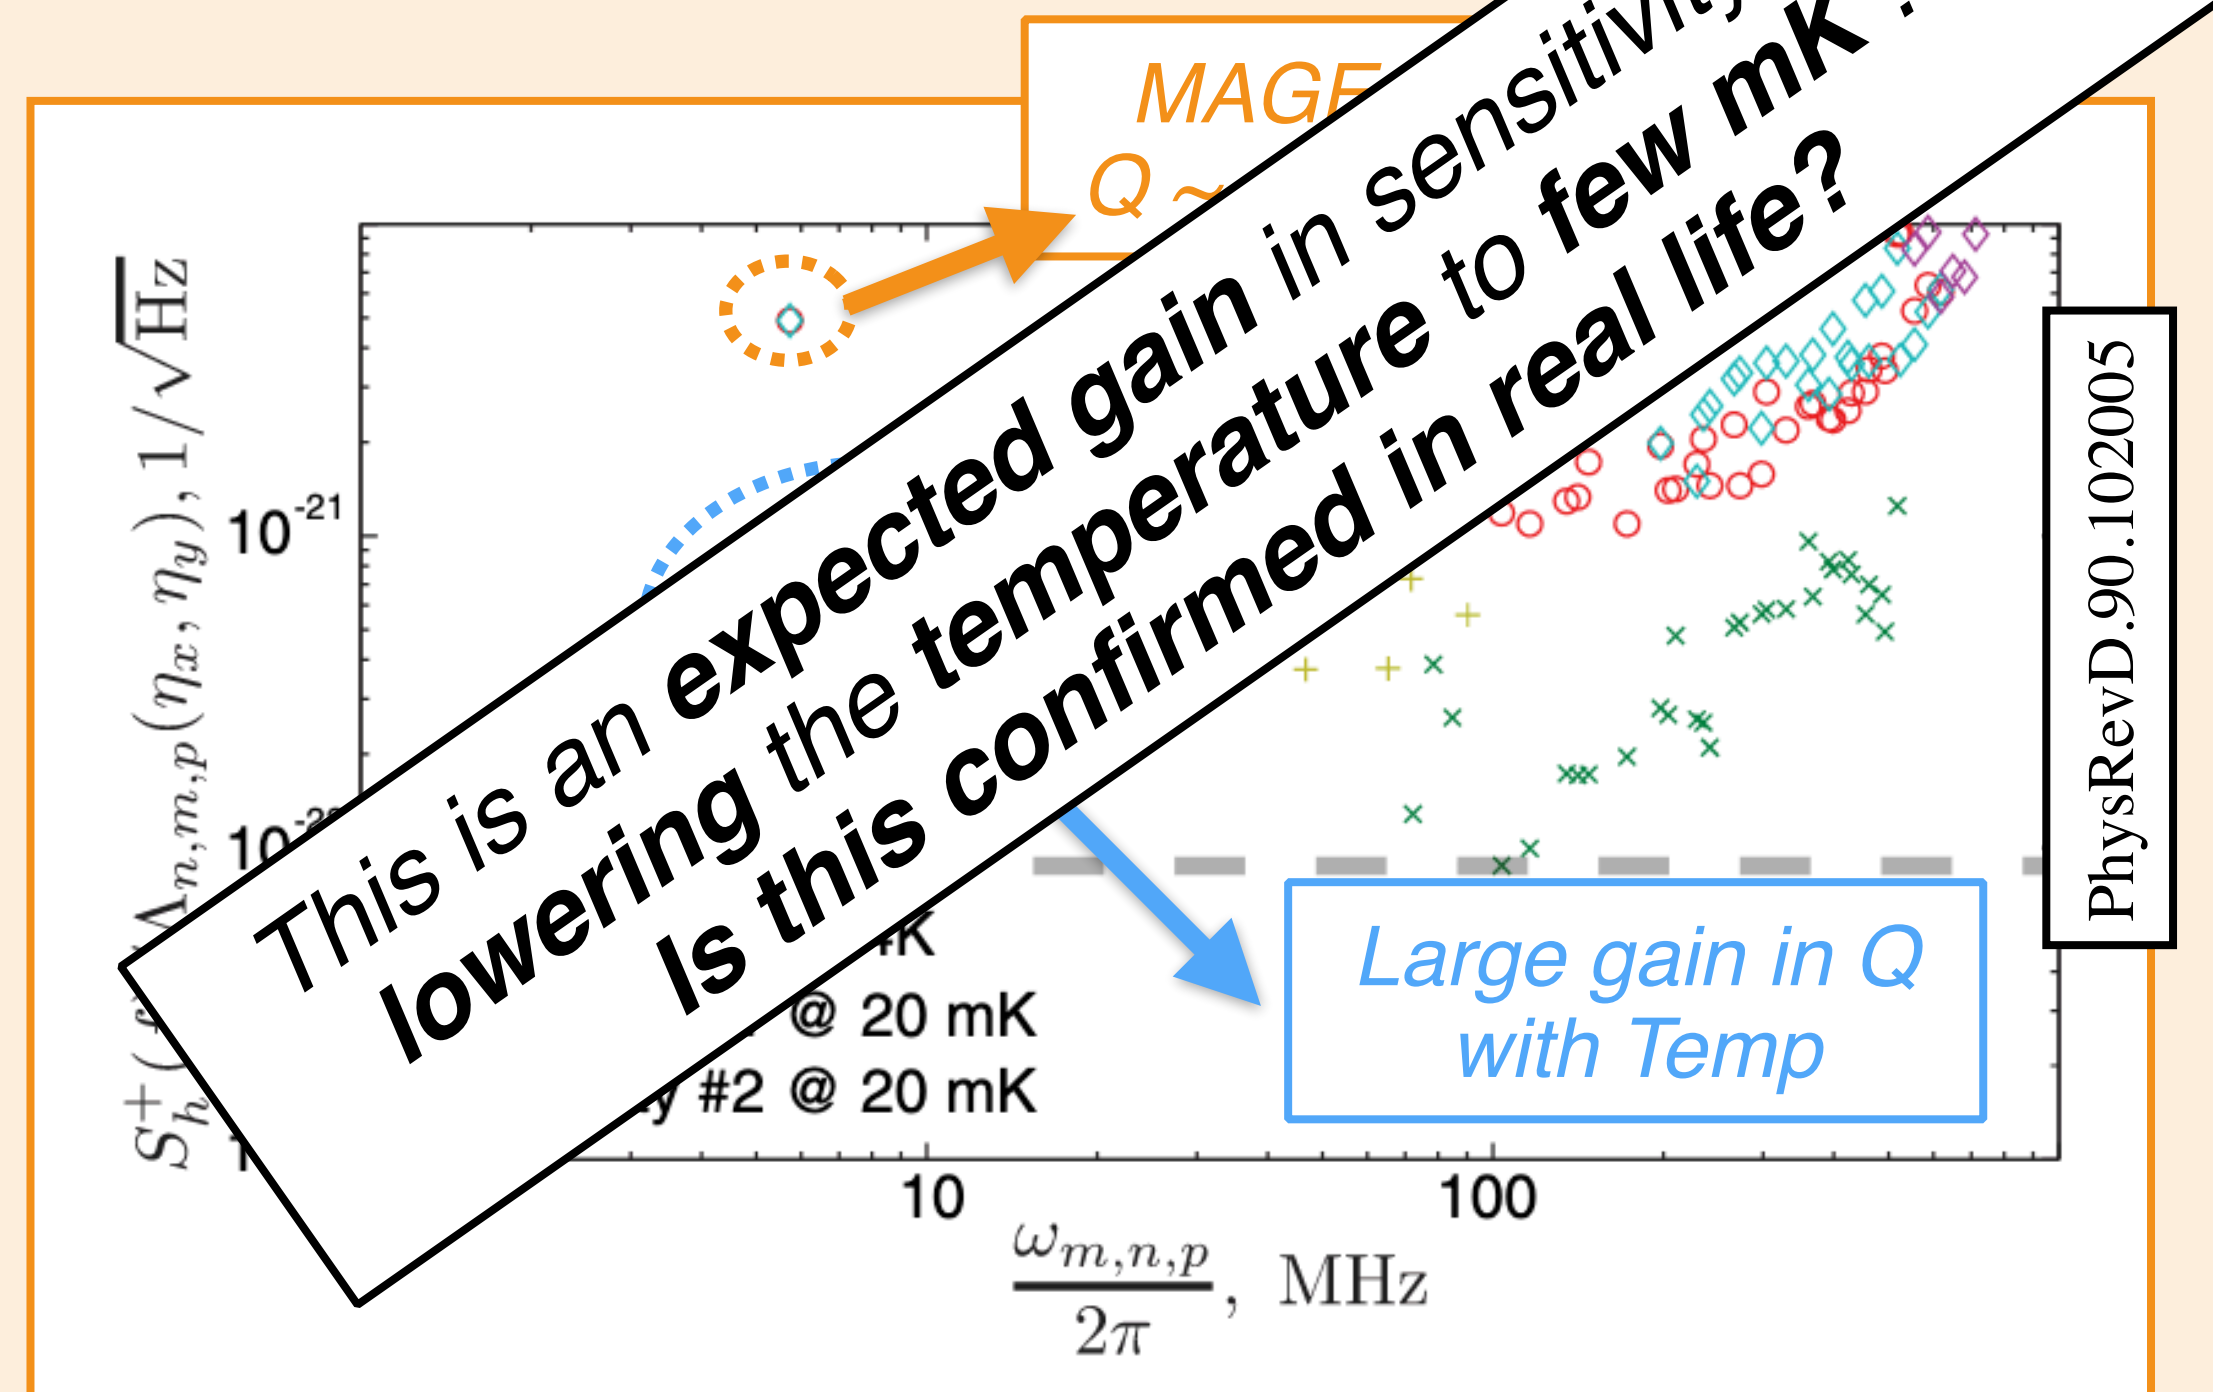 MAGE
Q ~
This is an expected gain in sensitivity
lowering the temperature to few mK ?
Is this confirmed in real life?
10^-21
@ 20 mK
#2 @ 20 mK
Large gain in Q
with Temp
10
100
ω_{m,n,p}/2π, MHz
PhysRevD.90.102005